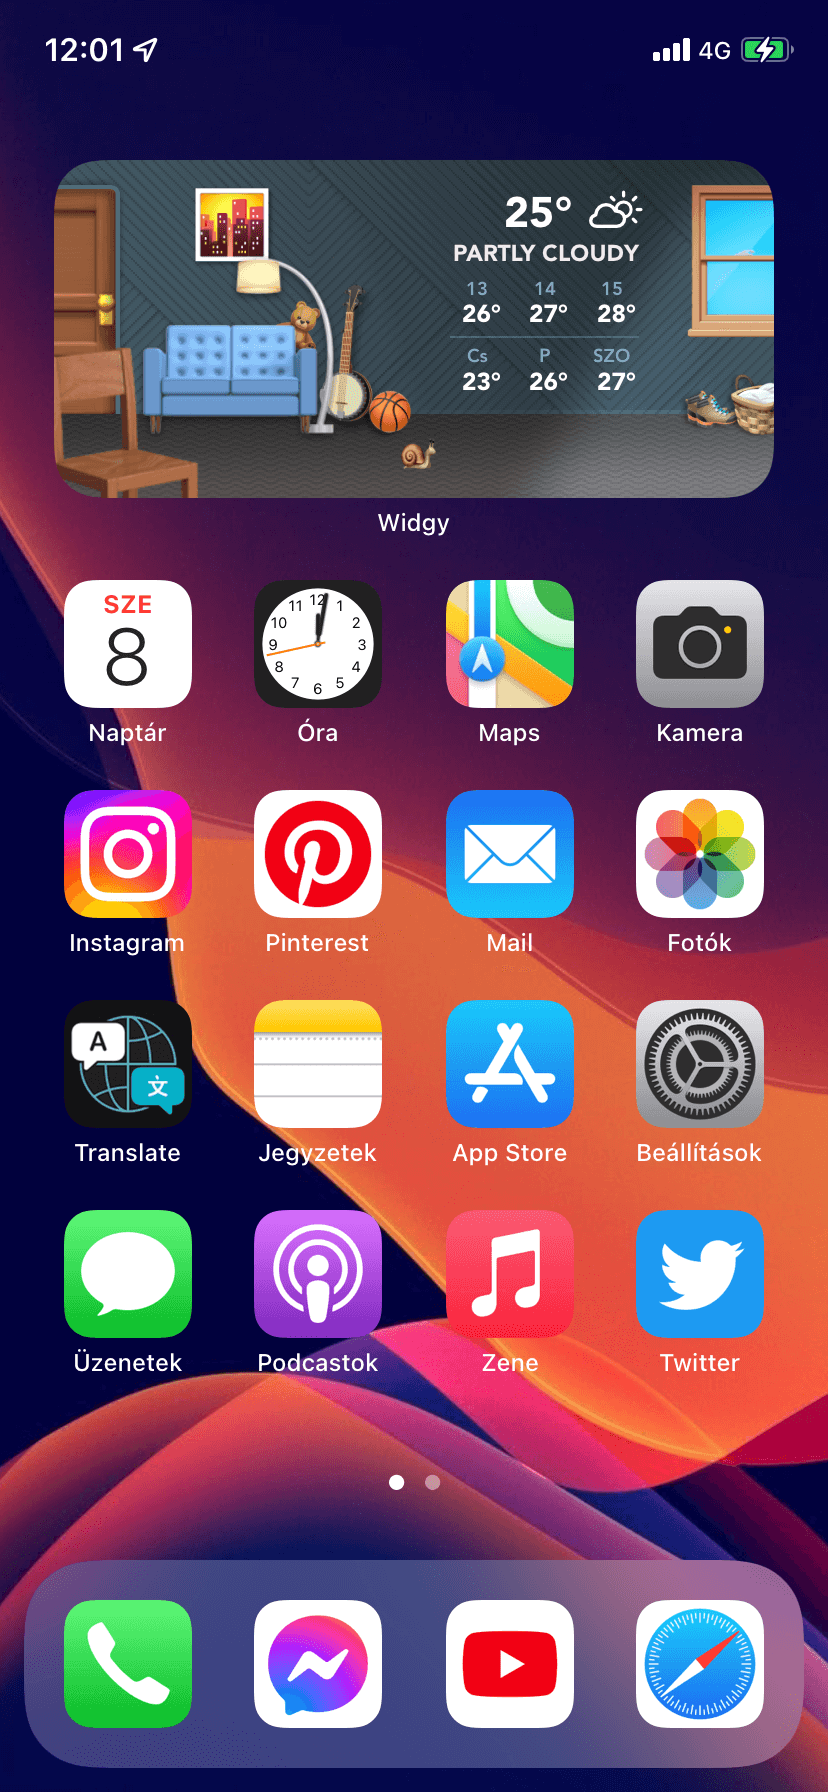 12:01 4G
25°
PARTLY CLOUDY
13 14 15
26° 27° 28°
Cs P SZO
23° 26° 27°
Widgy
SZE
8
12 1 2 3 4 5 6 7 8 9 10 11
Naptár Óra Maps Kamera
Instagram Pinterest Mail Fotók
A
文
Translate Jegyzetek App Store Beállítások
Üzenetek Podcastok Zene Twitter